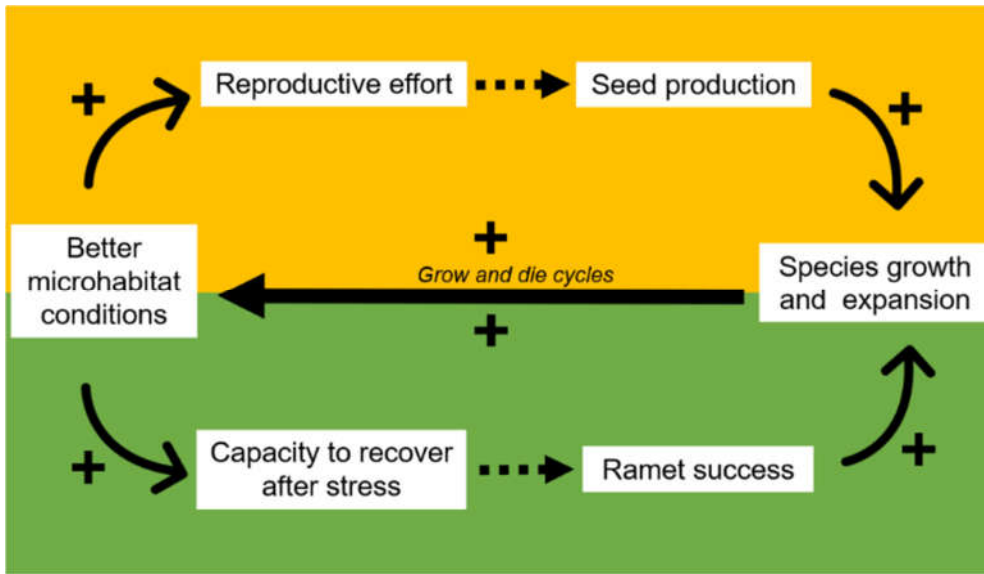 +
Reproductive effort
Seed production
+
Better
microhabitat
conditions
+
Grow and die cycles
+
Species growth
and expansion
+
Capacity to recover
after stress
Ramet success
+